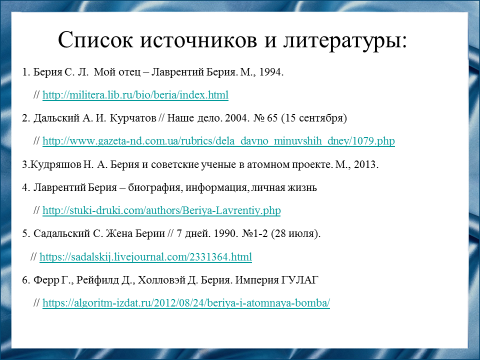 Список источников и литературы:
1. Берия С. Л. Мой отец – Лаврентий Берия. М., 1994.
// http://militera.lib.ru/bio/beria/index.html
2. Дальский А. И. Курчатов // Наше дело. 2004. № 65 (15 сентября)
// http://www.gazeta-nd.com.ua/rubrics/dela_davno_minuvshih_dney/1079.php
3.Кудряшов Н. А. Берия и советские ученые в атомном проекте. М., 2013.
4. Лаврентий Берия – биография, информация, личная жизнь
// http://stuki-druki.com/authors/Beriya-Lavrentiy.php
5. Садальский С. Жена Берии // 7 дней. 1990. №1-2 (28 июля).
// https://sadalskij.livejournal.com/2331364.html
6. Ферр Г., Рейфилд Д., Холловэй Д. Берия. Империя ГУЛАГ
// https://algoritm-izdat.ru/2012/08/24/beriya-i-atomnaya-bomba/